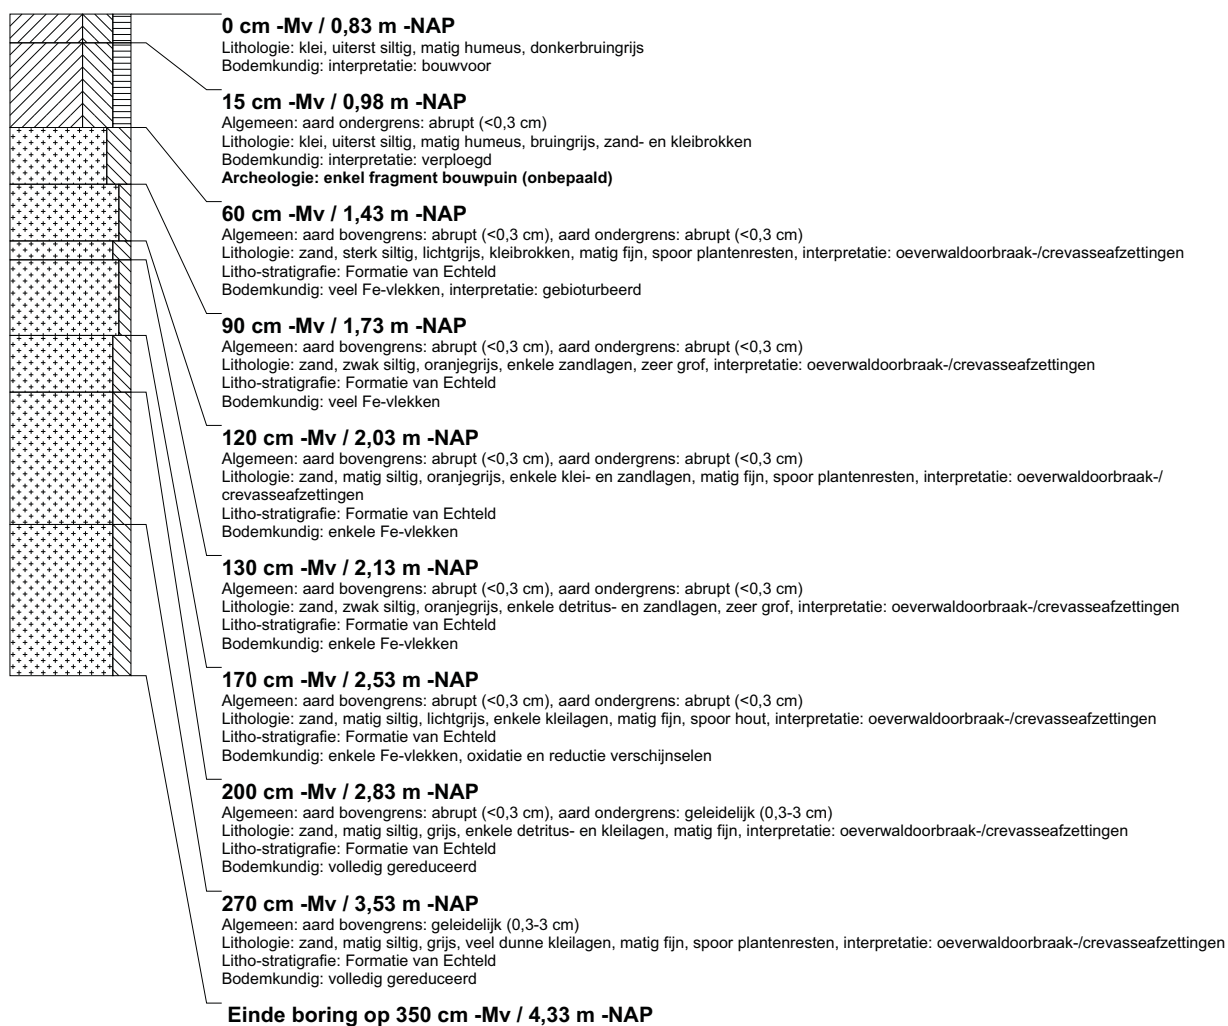 0 cm -Mv / 0,83 m -NAP
Lithologie: klei, uiterst siltig, matig humeus, donkerbruingrijs
Bodemkundig: interpretatie: bouwvoor
15 cm -Mv / 0,98 m -NAP
Algemeen: aard ondergrens: abrupt (<0,3 cm)
Lithologie: klei, uiterst siltig, matig humeus, bruingrijs, zand- en kleibrokken
Bodemkundig: interpretatie: verploegd
Archeologie: enkel fragment bouwpuin (onbepaald)
60 cm -Mv / 1,43 m -NAP
Algemeen: aard bovengrens: abrupt (<0,3 cm), aard ondergrens: abrupt (<0,3 cm)
Lithologie: zand, sterk siltig, lichtgrijs, kleibrokken, matig fijn, spoor plantenresten, interpretatie: oeverwaldoorbraak-/crevasseafzettingen
Litho-stratigrafie: Formatie van Echteld
Bodemkundig: veel Fe-vlekken, interpretatie: gebioturbeerd
90 cm -Mv / 1,73 m -NAP
Algemeen: aard bovengrens: abrupt (<0,3 cm), aard ondergrens: abrupt (<0,3 cm)
Lithologie: zand, zwak siltig, oranjegrijs, enkele zandlagen, zeer grof, interpretatie: oeverwaldoorbraak-/crevasseafzettingen
Litho-stratigrafie: Formatie van Echteld
Bodemkundig: veel Fe-vlekken
120 cm -Mv / 2,03 m -NAP
Algemeen: aard bovengrens: abrupt (<0,3 cm), aard ondergrens: abrupt (<0,3 cm)
Lithologie: zand, matig siltig, oranjegrijs, enkele klei- en zandlagen, matig fijn, spoor plantenresten, interpretatie: oeverwaldoorbraak-/
crevasseafzettingen
Litho-stratigrafie: Formatie van Echteld
Bodemkundig: enkele Fe-vlekken
130 cm -Mv / 2,13 m -NAP
Algemeen: aard bovengrens: abrupt (<0,3 cm), aard ondergrens: abrupt (<0,3 cm)
Lithologie: zand, zwak siltig, oranjegrijs, enkele detritus- en zandlagen, zeer grof, interpretatie: oeverwaldoorbraak-/crevasseafzettingen
Litho-stratigrafie: Formatie van Echteld
Bodemkundig: enkele Fe-vlekken
170 cm -Mv / 2,53 m -NAP
Algemeen: aard bovengrens: abrupt (<0,3 cm), aard ondergrens: abrupt (<0,3 cm)
Lithologie: zand, matig siltig, lichtgrijs, enkele kleilagen, matig fijn, spoor hout, interpretatie: oeverwaldoorbraak-/crevasseafzettingen
Litho-stratigrafie: Formatie van Echteld
Bodemkundig: enkele Fe-vlekken, oxidatie en reductie verschijnselen
200 cm -Mv / 2,83 m -NAP
Algemeen: aard bovengrens: abrupt (<0,3 cm), aard ondergrens: geleidelijk (0,3-3 cm)
Lithologie: zand, matig siltig, grijs, enkele detritus- en kleilagen, matig fijn, interpretatie: oeverwaldoorbraak-/crevasseafzettingen
Litho-stratigrafie: Formatie van Echteld
Bodemkundig: volledig gereduceerd
270 cm -Mv / 3,53 m -NAP
Algemeen: aard bovengrens: geleidelijk (0,3-3 cm)
Lithologie: zand, matig siltig, grijs, veel dunne kleilagen, matig fijn, spoor plantenresten, interpretatie: oeverwaldoorbraak-/crevasseafzettingen
Litho-stratigrafie: Formatie van Echteld
Bodemkundig: volledig gereduceerd
Einde boring op 350 cm -Mv / 4,33 m -NAP